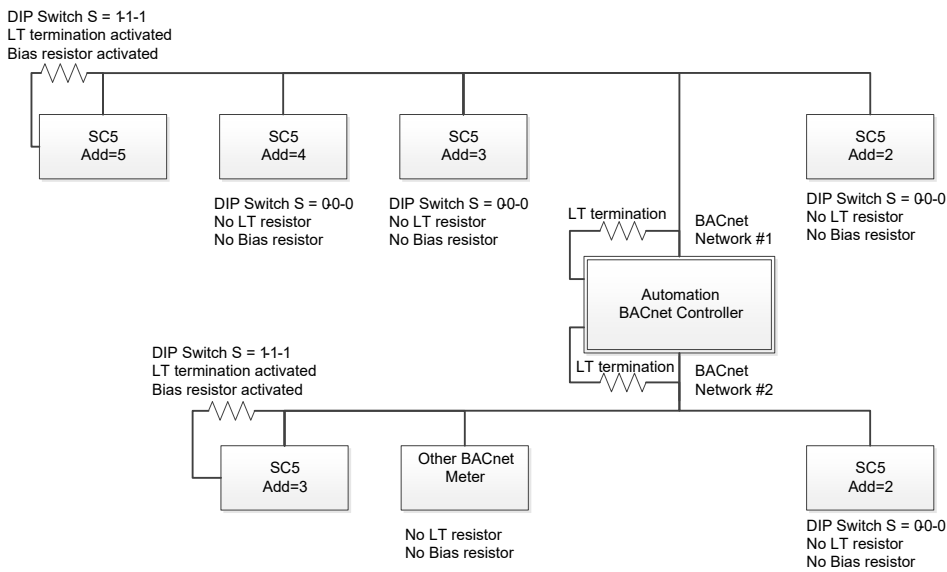 DIP Switch S = 1-1-1
LT termination activated
Bias resistor activated
SC5
Add=5
SC5
Add=4
SC5
Add=3
SC5
Add=2
DIP Switch S = 0-0-0
No LT resistor
No Bias resistor
DIP Switch S = 0-0-0
No LT resistor
No Bias resistor
DIP Switch S = 0-0-0
No LT resistor
No Bias resistor
LT termination
BACnet
Network #1
Automation
BACnet Controller
LT termination
BACnet
Network #2
DIP Switch S = 1-1-1
LT termination activated
Bias resistor activated
SC5
Add=3
Other BACnet
Meter
SC5
Add=2
No LT resistor
No Bias resistor
DIP Switch S = 0-0-0
No LT resistor
No Bias resistor